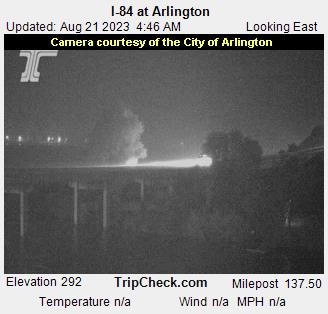 I-84 at Arlington
Updated: Aug 21 2023 4:46 AM Looking East
Camera courtesy of the City of Arlington
Elevation 292 TripCheck.com Milepost 137.50
Temperature n/a Wind n/a MPH n/a